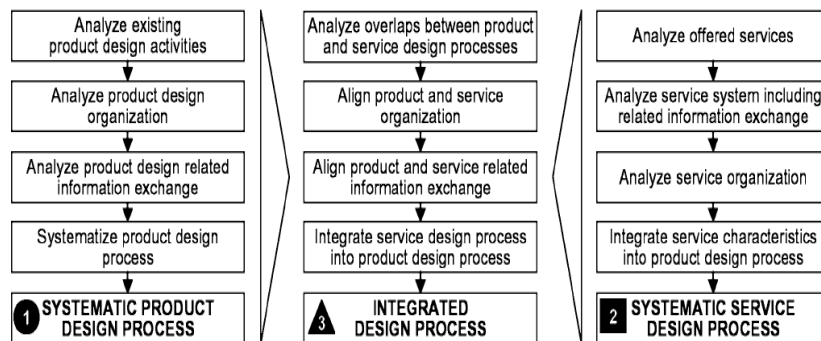 Analyze existing
product design activities
Analyze product design
organization
Analyze product design related
information exchange
Systematize product design
process
1 SYSTEMATIC PRODUCT
DESIGN PROCESS
Analyze overlaps between product
and service design processes
Align product and service
organization
Align product and service related
information exchange
Integrate service design process
into product design process
3 INTEGRATED
DESIGN PROCESS
Analyze offered services
Analyze service system including
related information exchange
Analyze service organization
Integrate service characteristics
into product design process
2 SYSTEMATIC SERVICE
DESIGN PROCESS